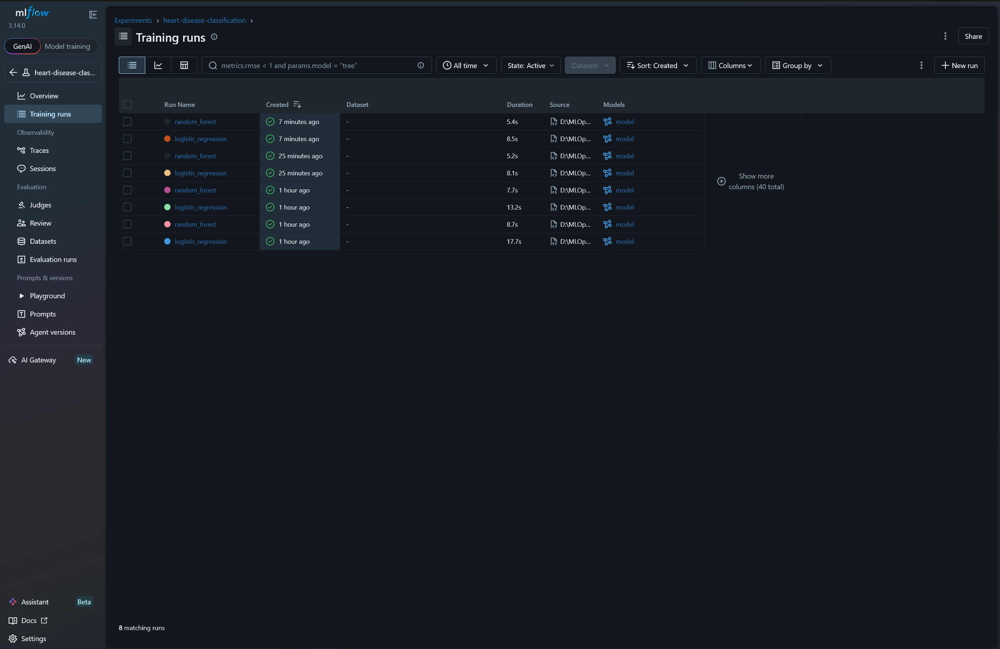 mlflow
3.14.0
GenAI Model training
heart-disease-clas...
Overview
Training runs
Observability
Traces
Sessions
Evaluation
Judges
Review
Datasets
Evaluation runs
Prompts & versions
Playground
Prompts
Agent versions
AI Gateway New
Assistant Beta
Docs
Settings
Experiments > heart-disease-classification >
Training runs
Share
metrics.rmse < 1 and params.model = "tree" All time State: Active Datasets Sort: Created Columns Group by New run
Run Name Created Dataset Duration Source Models
random_forest 7 minutes ago - 5.4s D:\MLOp... model
logistic_regression 7 minutes ago - 8.5s D:\MLOp... model
random_forest 25 minutes ago - 5.2s D:\MLOp... model
logistic_regression 25 minutes ago - 8.1s D:\MLOp... model
random_forest 1 hour ago - 7.7s D:\MLOp... model
logistic_regression 1 hour ago - 13.2s D:\MLOp... model
random_forest 1 hour ago - 8.7s D:\MLOp... model
logistic_regression 1 hour ago - 17.7s D:\MLOp... model
Show more
columns (40 total)
8 matching runs